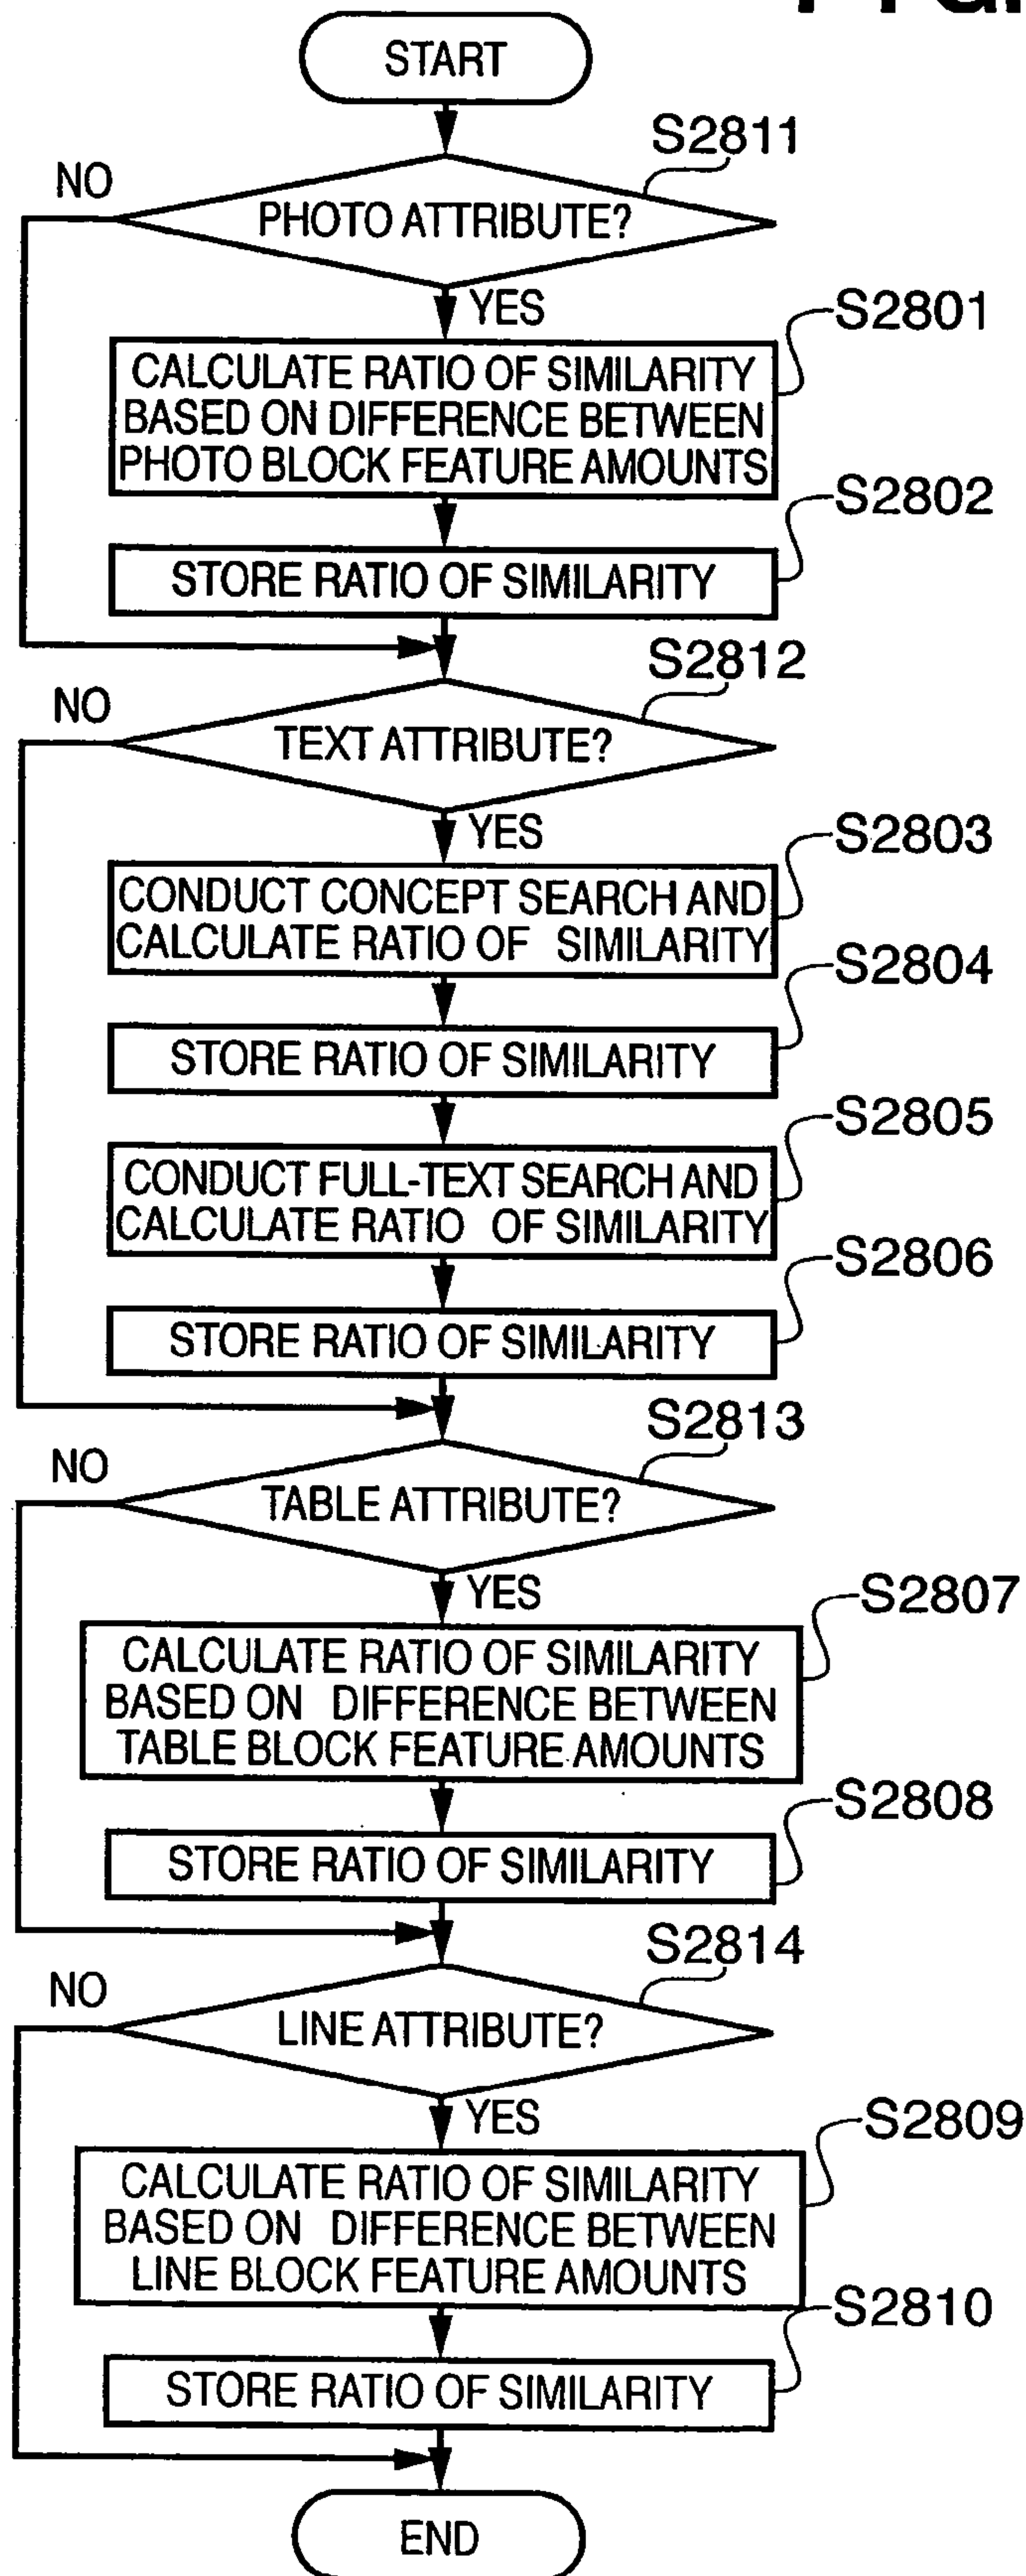 START
S2811
NO
PHOTO ATTRIBUTE?
YES
S2801
CALCULATE RATIO OF SIMILARITY
BASED ON DIFFERENCE BETWEEN
PHOTO BLOCK FEATURE AMOUNTS
S2802
STORE RATIO OF SIMILARITY
S2812
NO
TEXT ATTRIBUTE?
YES
S2803
CONDUCT CONCEPT SEARCH AND
CALCULATE RATIO OF SIMILARITY
S2804
STORE RATIO OF SIMILARITY
S2805
CONDUCT FULL-TEXT SEARCH AND
CALCULATE RATIO OF SIMILARITY
S2806
STORE RATIO OF SIMILARITY
S2813
NO
TABLE ATTRIBUTE?
YES
S2807
CALCULATE RATIO OF SIMILARITY
BASED ON DIFFERENCE BETWEEN
TABLE BLOCK FEATURE AMOUNTS
S2808
STORE RATIO OF SIMILARITY
S2814
NO
LINE ATTRIBUTE?
YES
S2809
CALCULATE RATIO OF SIMILARITY
BASED ON DIFFERENCE BETWEEN
LINE BLOCK FEATURE AMOUNTS
S2810
STORE RATIO OF SIMILARITY
END